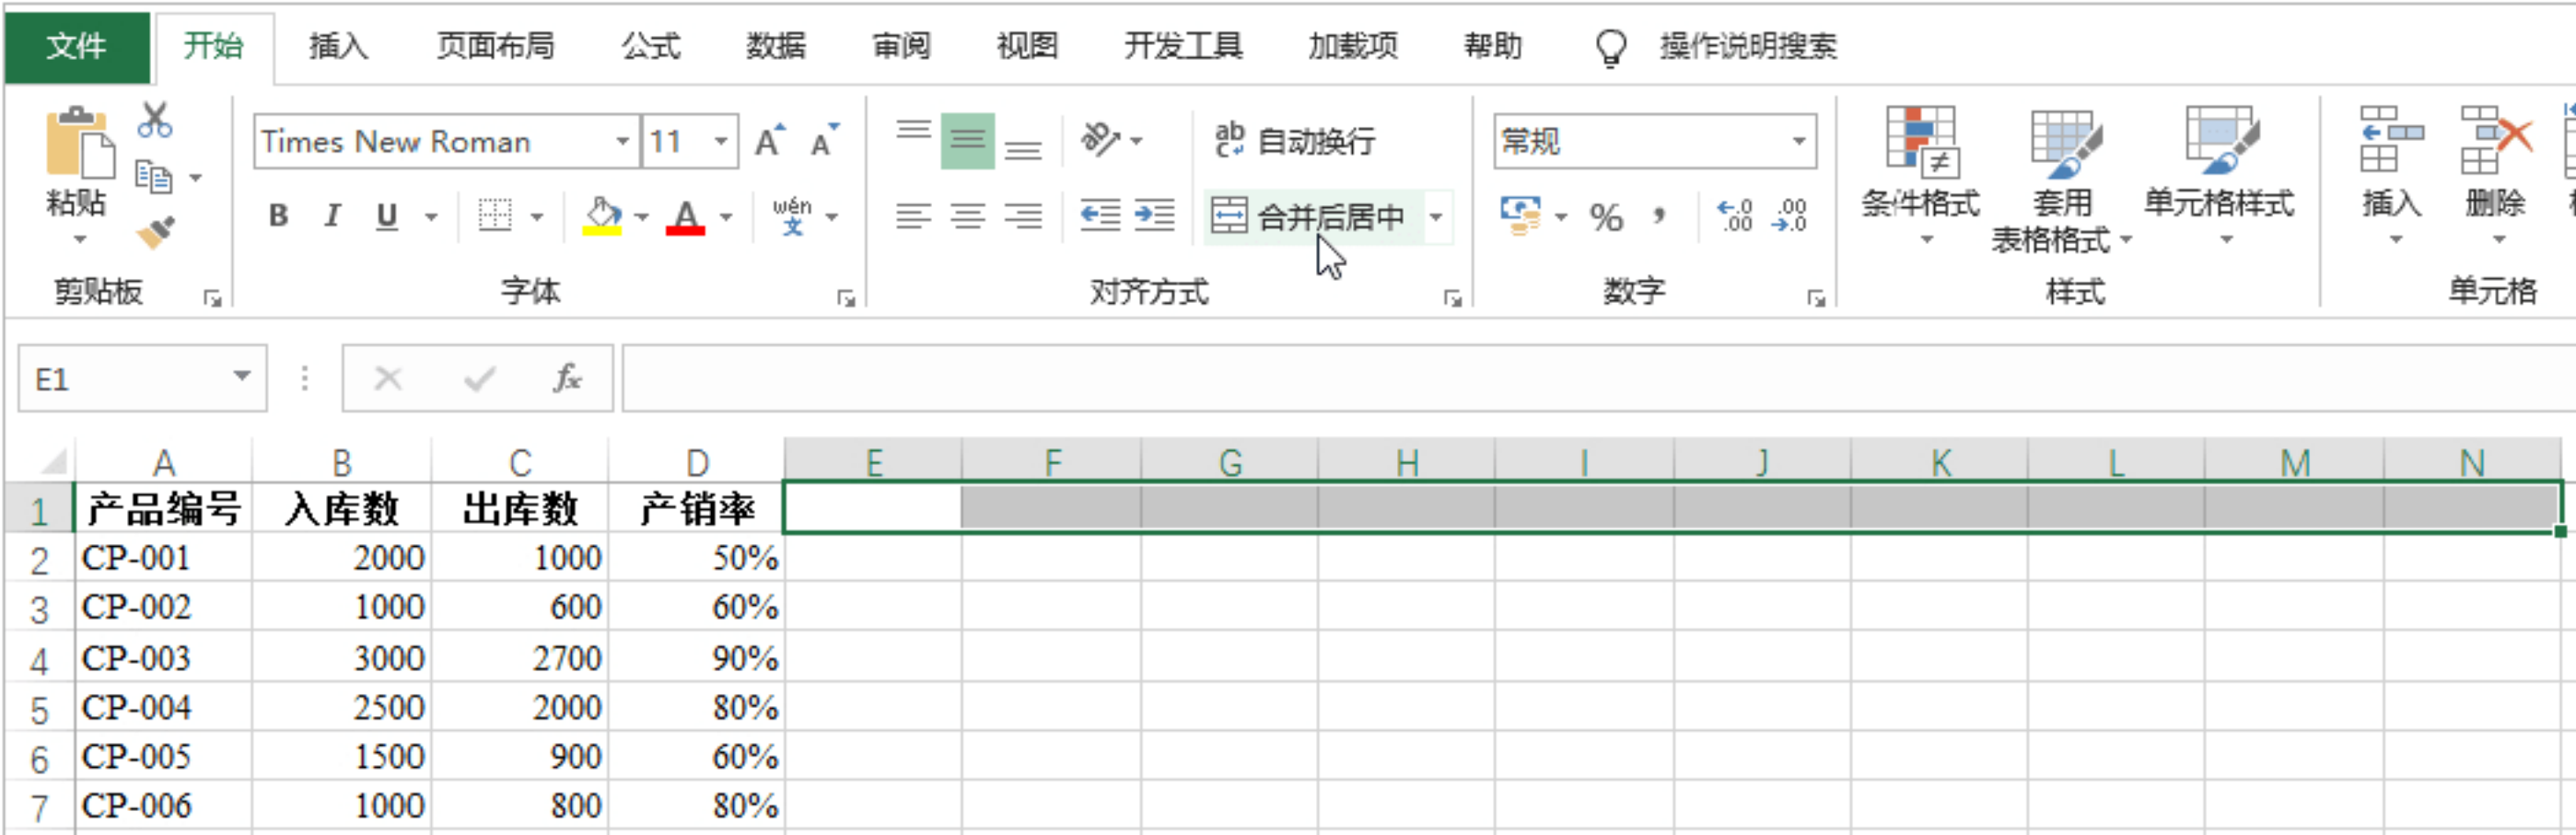 文件 开始 插入 页面布局 公式 数据 审阅 视图 开发工具 加载项 帮助 操作说明搜索
Times New Roman 11 A A ab 自动换行 常规
粘贴 B I U A wén 文 合并后居中 % , .0 .00 .00 .0 条件格式 套用 表格格式 单元格样式 插入 删除
剪贴板 字体 对齐方式 数字 样式 单元格
E1 fx
A B C D E F G H I J K L M N
1 产品编号 入库数 出库数 产销率
2 CP-001 2000 1000 50%
3 CP-002 1000 600 60%
4 CP-003 3000 2700 90%
5 CP-004 2500 2000 80%
6 CP-005 1500 900 60%
7 CP-006 1000 800 80%